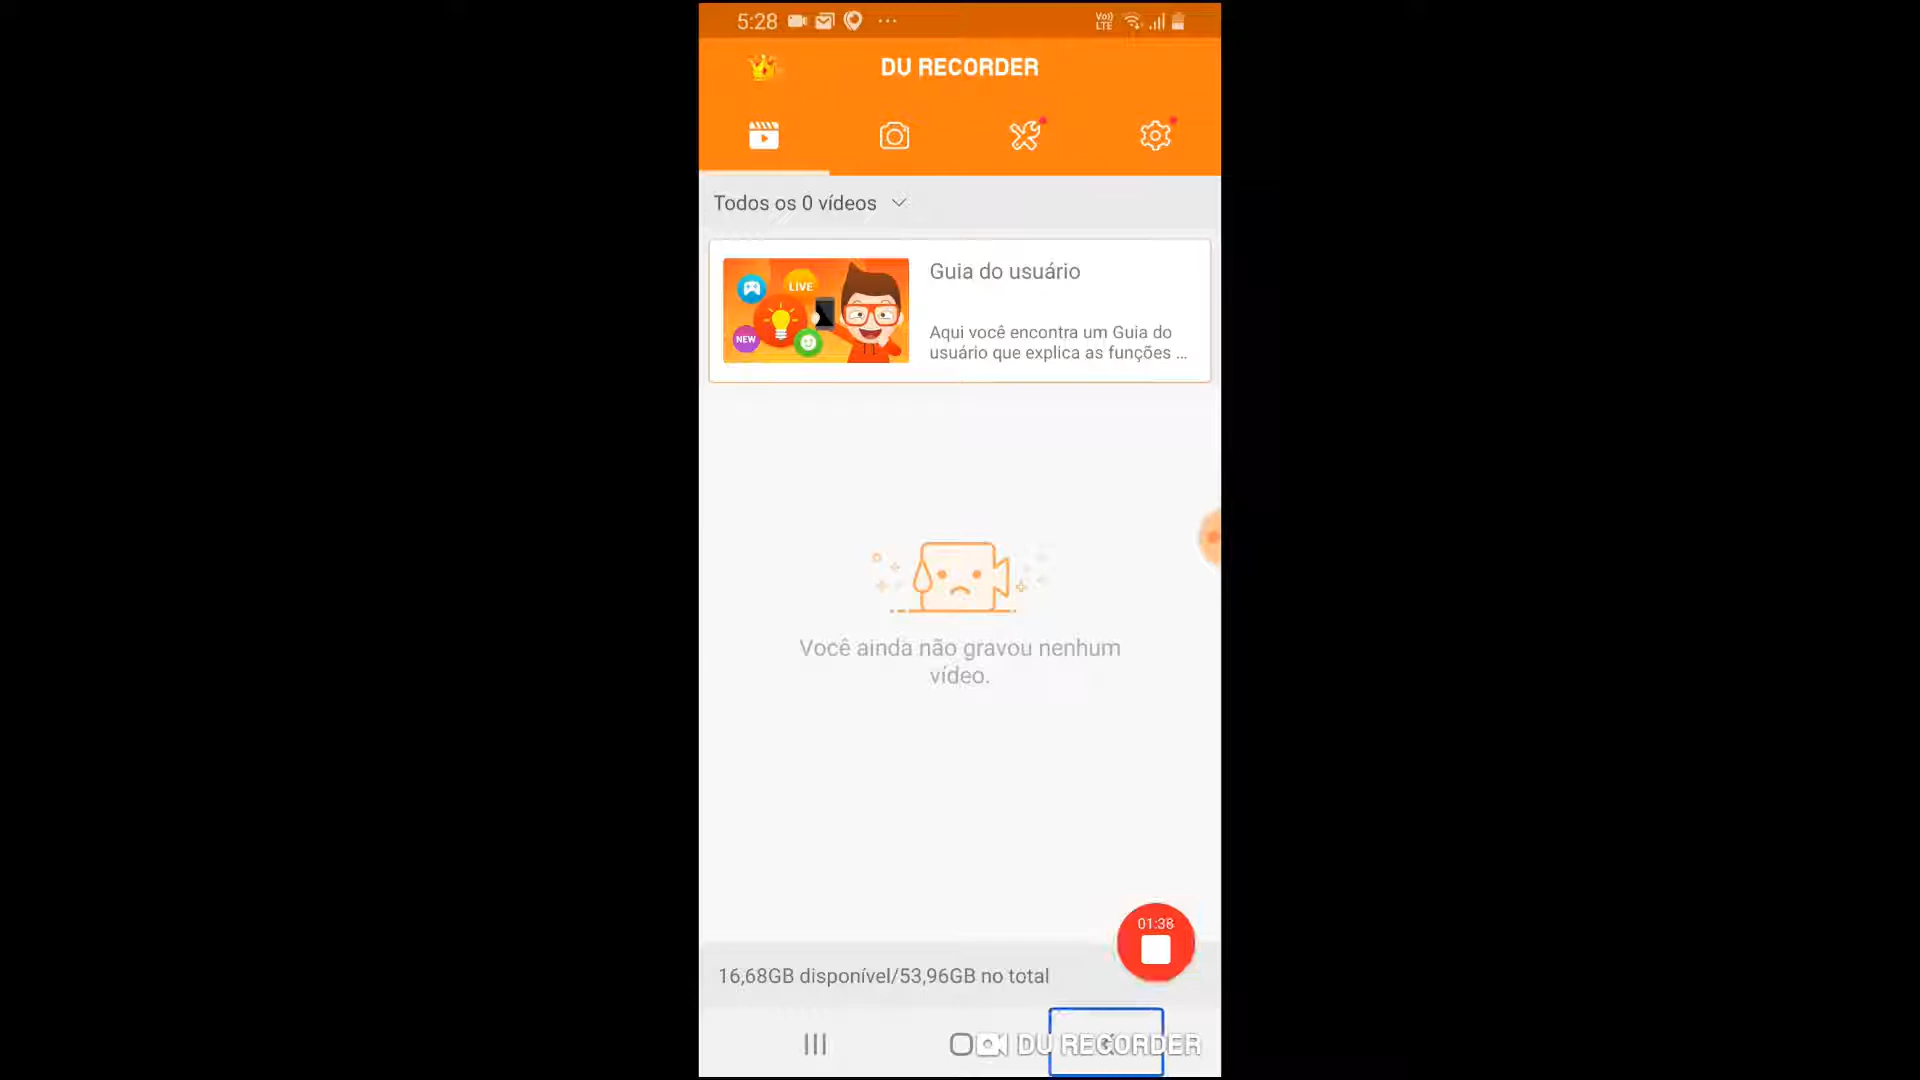 5:28
Vo)) LTE
DU RECORDER
Todos os 0 vídeos
LIVE
NEW
Guia do usuário
Aqui você encontra um Guia do
usuário que explica as funções ...
Você ainda não gravou nenhum
vídeo.
01:38
16,68GB disponível/53,96GB no total
DU RECORDER